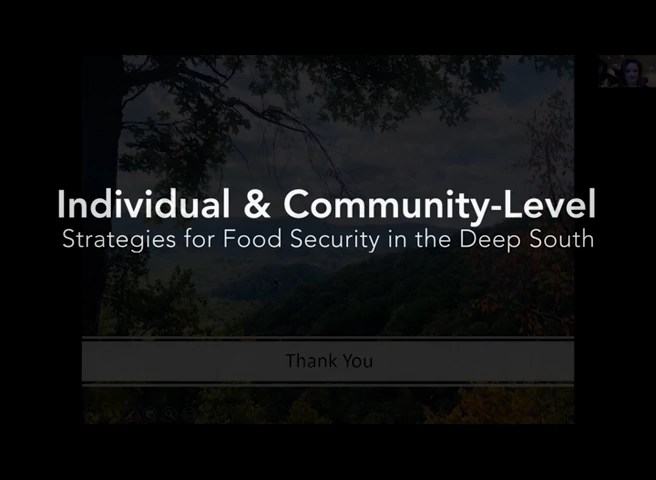 Individual & Community-Level
Strategies for Food Security in the Deep South
Thank You